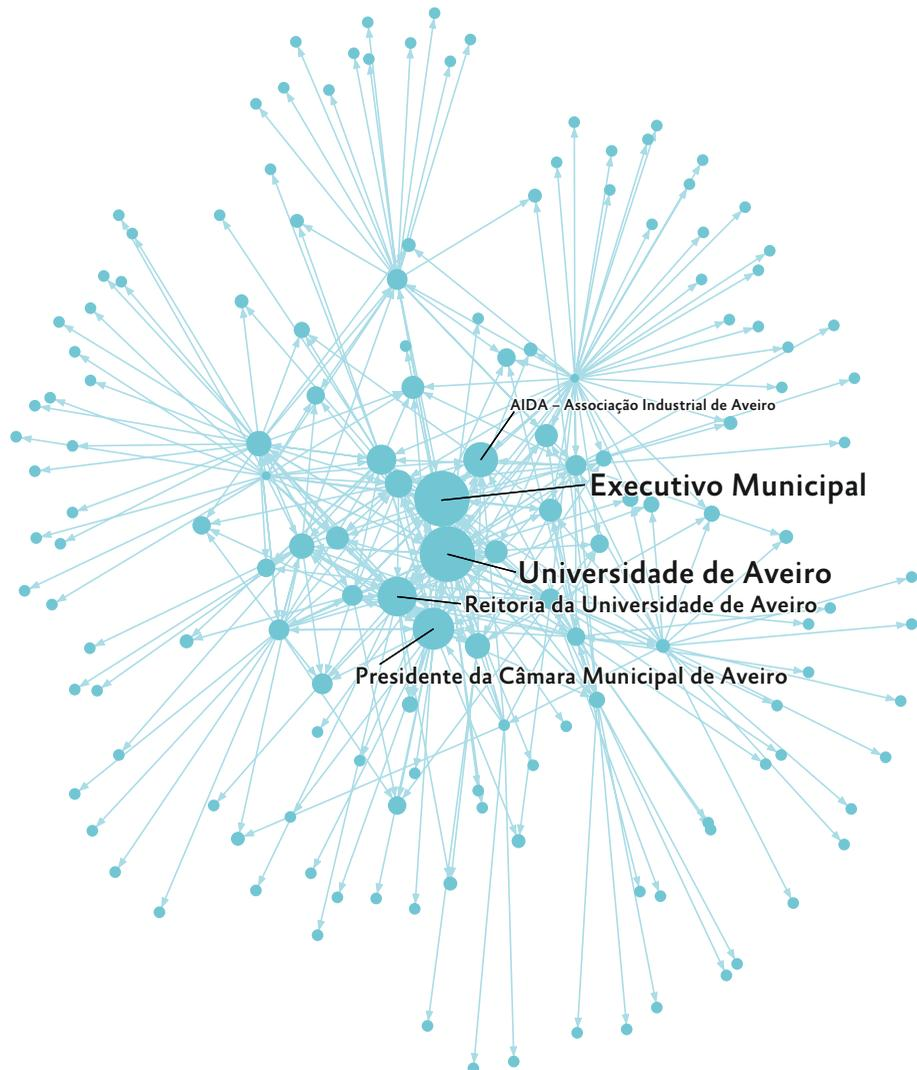 AIDA – Associação Industrial de Aveiro
Executivo Municipal
Universidade de Aveiro
Reitoria da Universidade de Aveiro
Presidente da Câmara Municipal de Aveiro